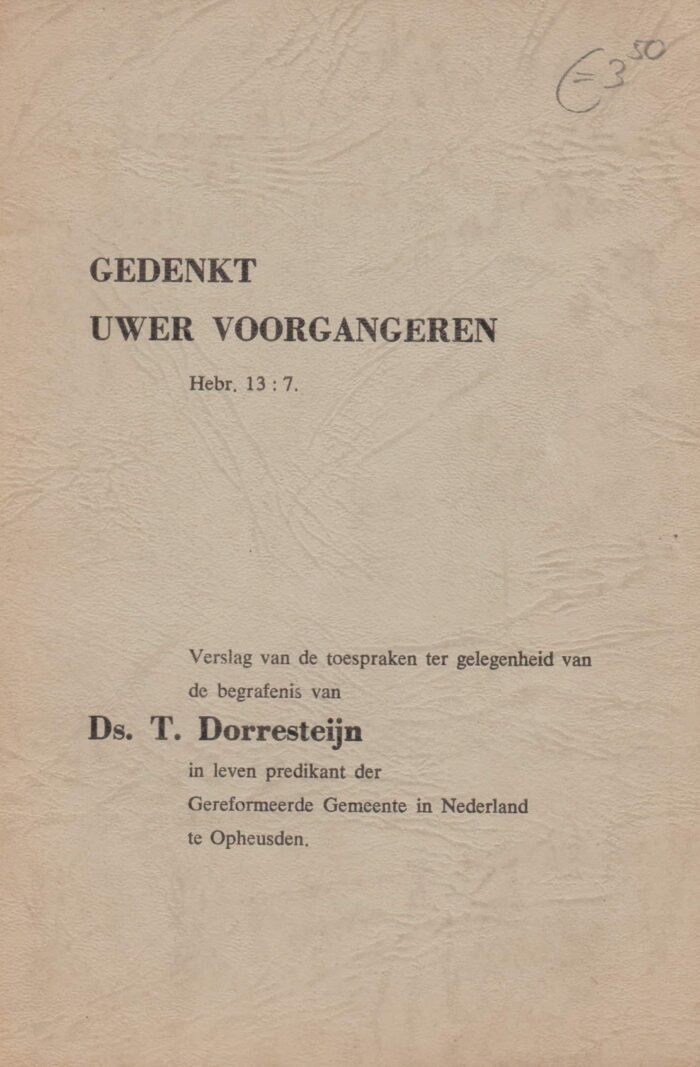 € 3 50
GEDENKT
UWER VOORGANGEREN
Hebr. 13 : 7.
Verslag van de toespraken ter gelegenheid van
de begrafenis van
Ds. T. Dorresteijn
in leven predikant der
Gereformeerde Gemeente in Nederland
te Opheusden.